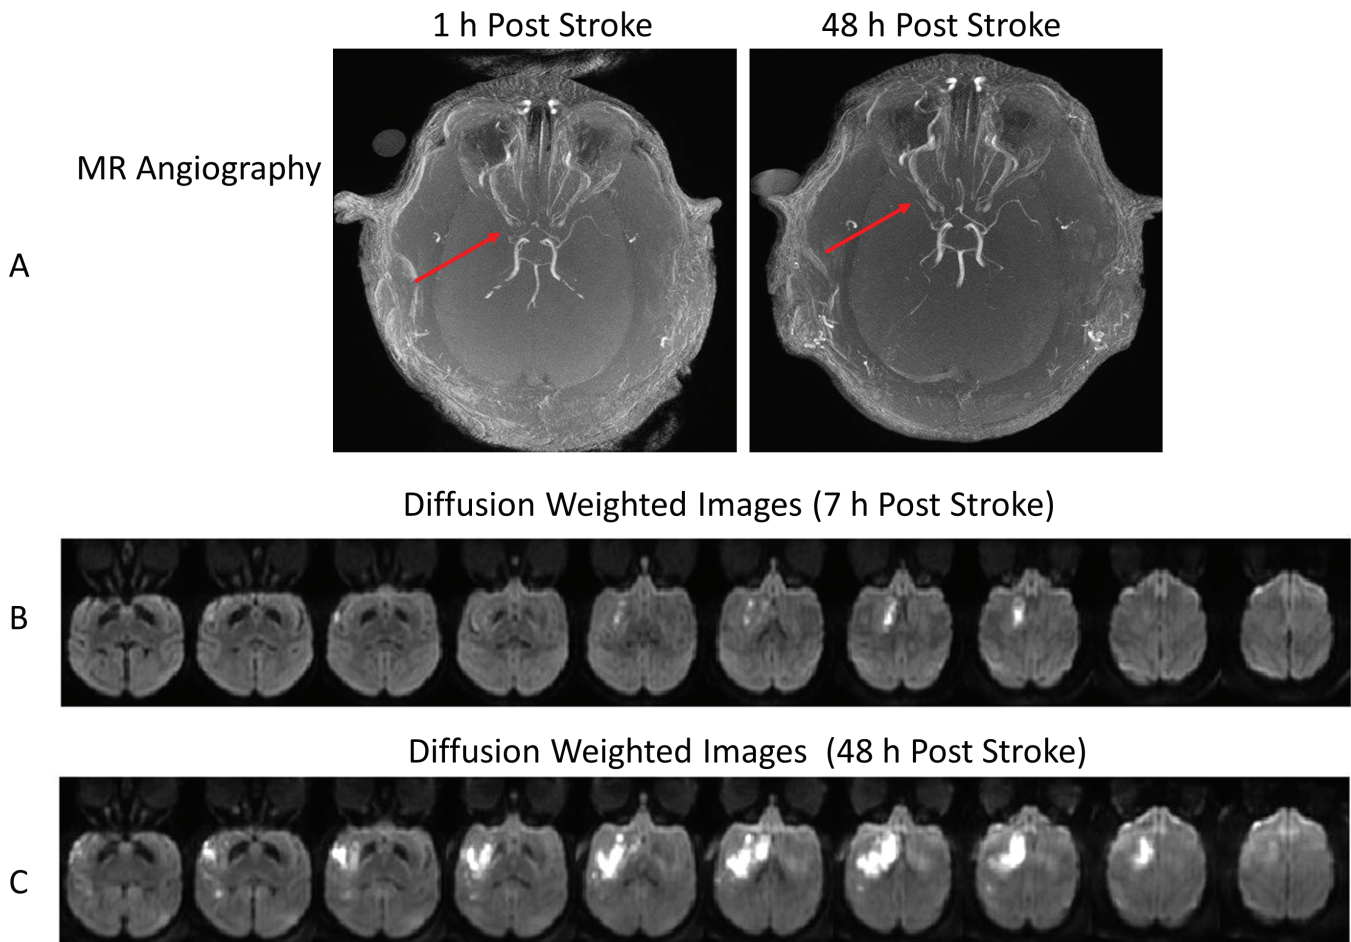 1 h Post Stroke
48 h Post Stroke
MR Angiography
A
Diffusion Weighted Images (7 h Post Stroke)
B
Diffusion Weighted Images (48 h Post Stroke)
C